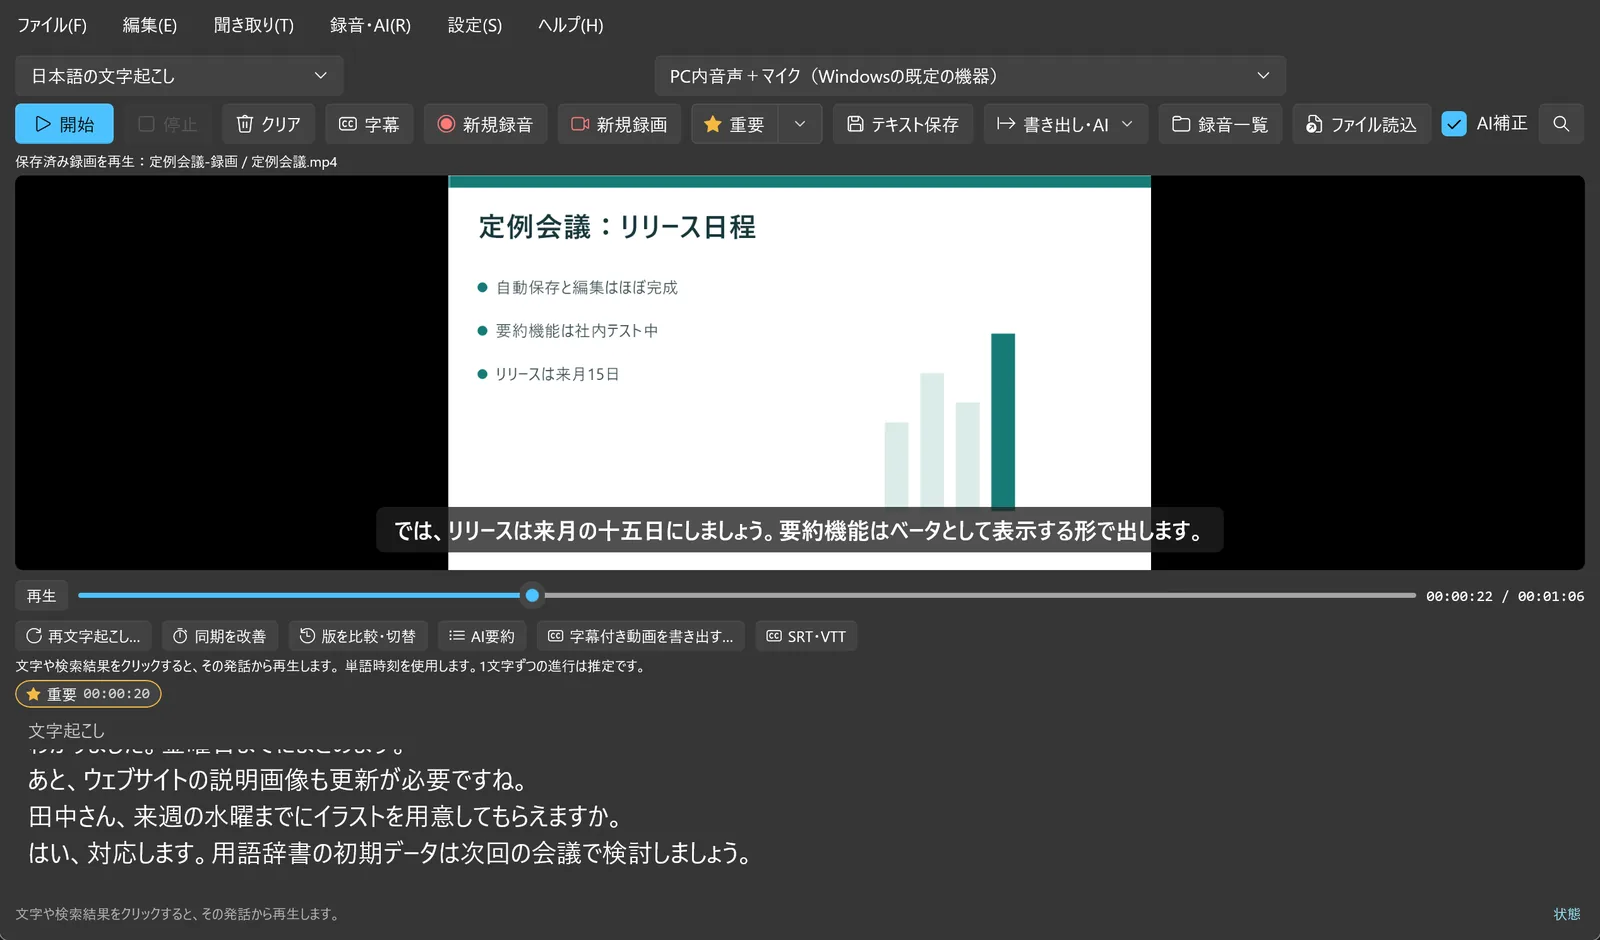 ファイル(F) 編集(E) 聞き取り(T) 録音・AI(R) 設定(S) ヘルプ(H)
日本語の文字起こし PC内音声＋マイク（Windowsの既定の機器）
開始 停止 クリア 字幕 新規録音 新規録画 重要 テキスト保存 書き出し・AI 録音一覧 ファイル読込 AI補正
保存済み録画を再生：定例会議-録画 / 定例会議.mp4
定例会議：リリース日程
自動保存と編集はほぼ完成
要約機能は社内テスト中
リリースは来月15日
では、リリースは来月の十五日にしましょう。要約機能はベータとして表示する形で出します。
再生 00:00:22 / 00:01:06
再文字起こし... 同期を改善 版を比較・切替 AI要約 字幕付き動画を書き出す... SRT・VTT
文字や検索結果をクリックすると、その発話から再生します。単語時刻を使用します。1文字ずつの進行は推定です。
重要 00:00:20
文字起こし
わかりました。金曜日までにまとめます。
あと、ウェブサイトの説明画像も更新が必要ですね。
田中さん、来週の水曜までにイラストを用意してもらえますか。
はい、対応します。用語辞書の初期データは次回の会議で検討しましょう。
文字や検索結果をクリックすると、その発話から再生します。 状態